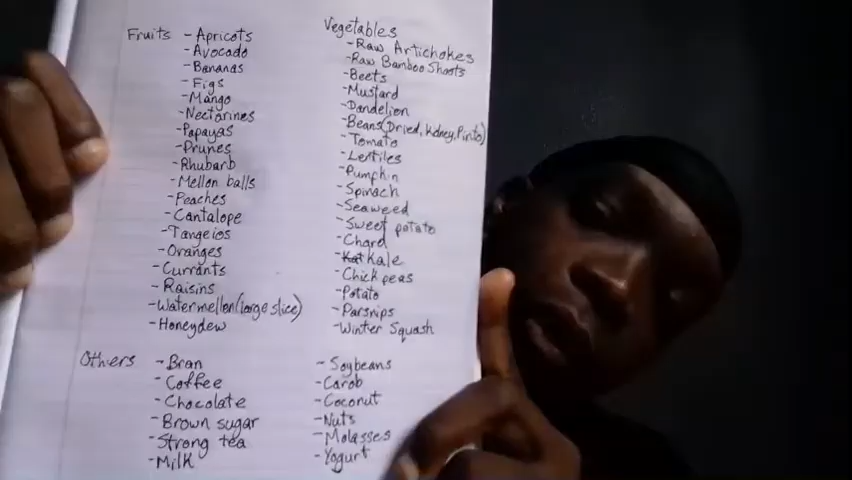 Fruits - Apricots
- Avocado
- Bananas
- Figs
- Mango
- Nectarines
- Papayas
- Prunes
- Rhubarb
- Mellon balls
- Peaches
- Cantalope
- Tangeios
- Oranges
- Currants
- Raisins
- Watermellon (large slice)
- Honeydew
Vegetables
- Raw Artichokes
- Raw Bamboo Shoots
- Beets
- Mustard
- Dandelion
- Beans (Dried, Kidney, Pinto)
- Tomato
- Lentiles
- Pumpkin
- Spinach
- Seaweed
- Sweet potato
- Chard
- Kale
- Chick peas
- Potato
- Parsnips
- Winter Squash
Others - Bran
- Coffee
- Chocolate
- Brown sugar
- Strong tea
- Milk
- Soybeans
- Carob
- Coconut
- Nuts
- Molasses
- Yogurt